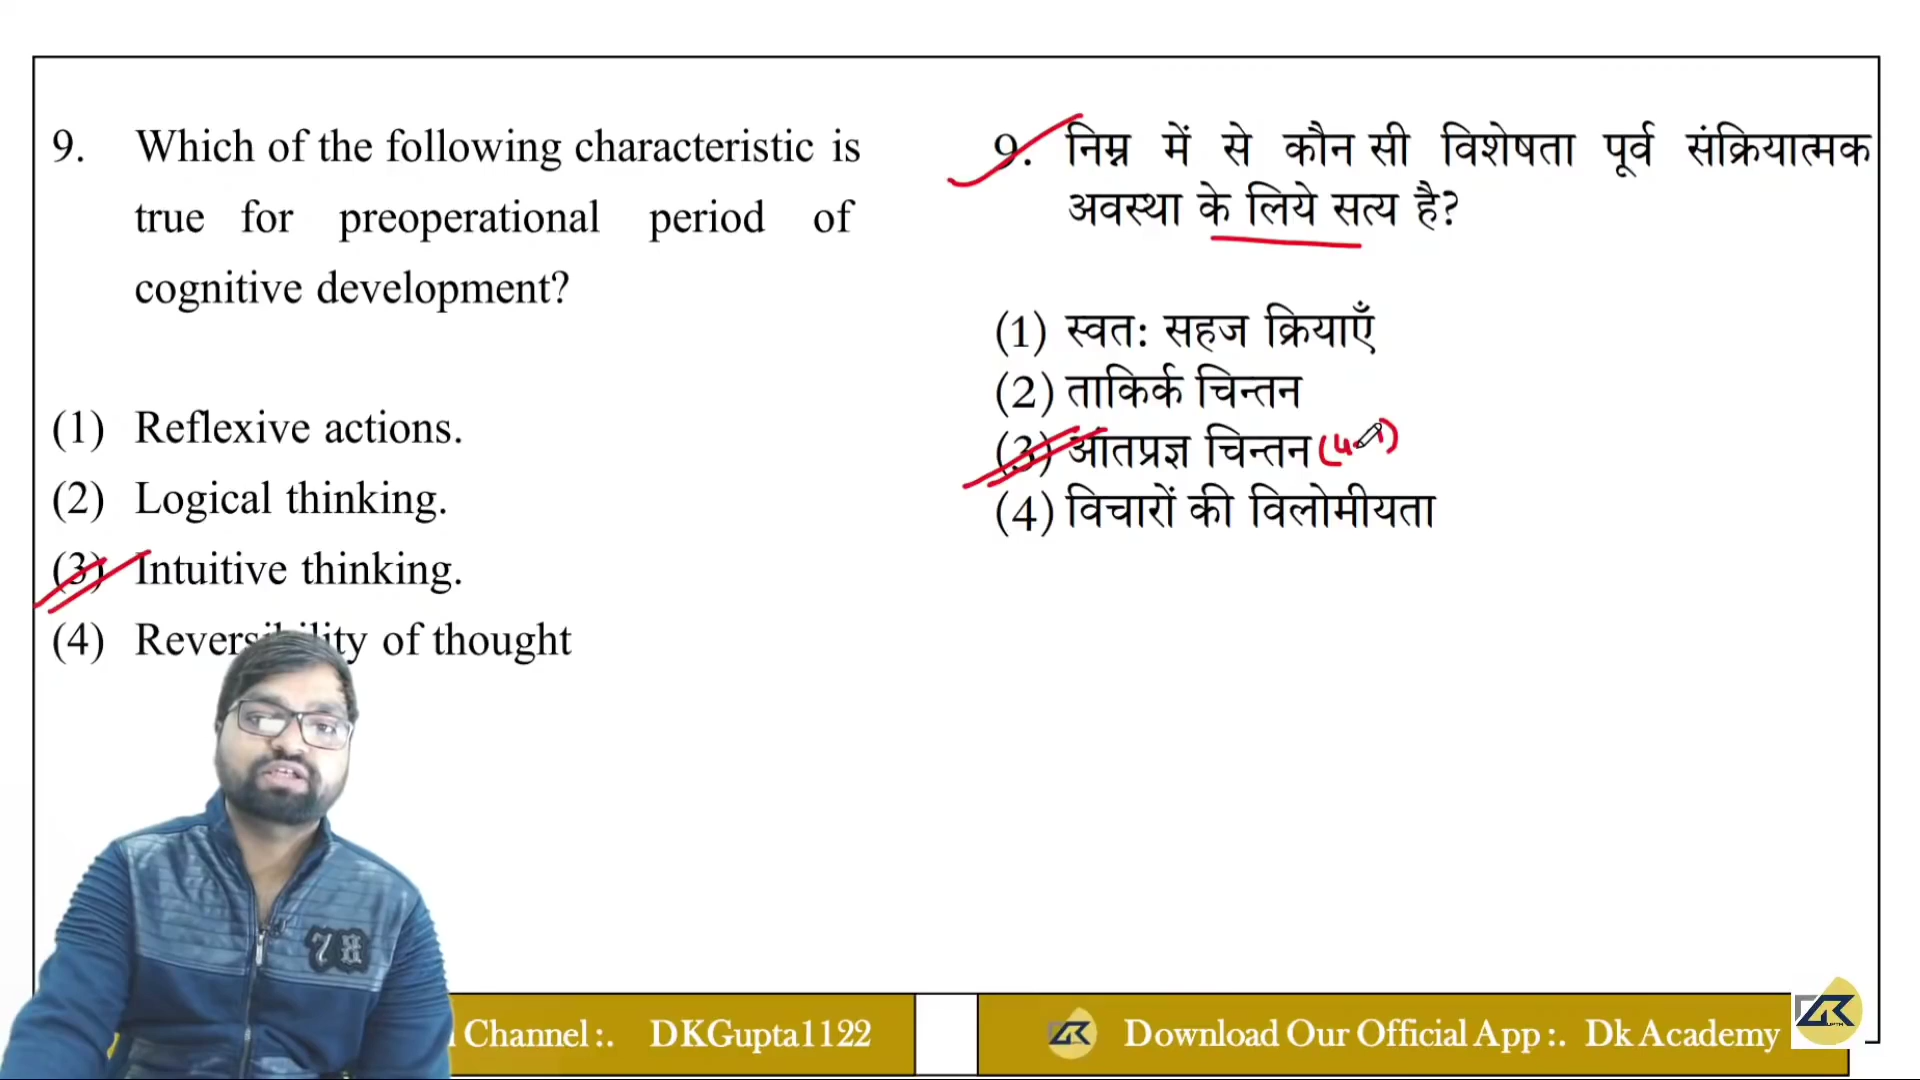 9. Which of the following characteristic is
true for preoperational period of
cognitive development?
(1) Reflexive actions.
(2) Logical thinking.
(3) Intuitive thinking.
(4) Reversibility of thought
9. निम्न में से कौन सी विशेषता पूर्व संक्रियात्मक
अवस्था के लिये सत्य है?
(1) स्वतः सहज क्रियाएँ
(2) ताकिर्क चिन्तन
(3) आंतप्रज्ञ चिन्तन
(4) विचारों की विलोमीयता
78
Channel :. DKGupta1122
Download Our Official App :. Dk Academy